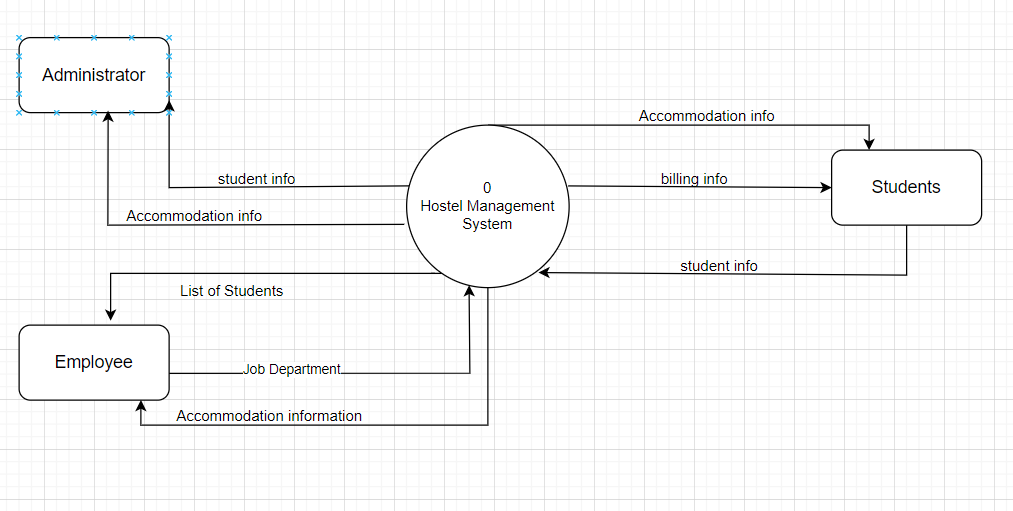 Administrator
Accommodation info
student info
billing info
0
Hostel Management
System
Students
Accommodation info
student info
List of Students
Employee
Job Department
Accommodation information